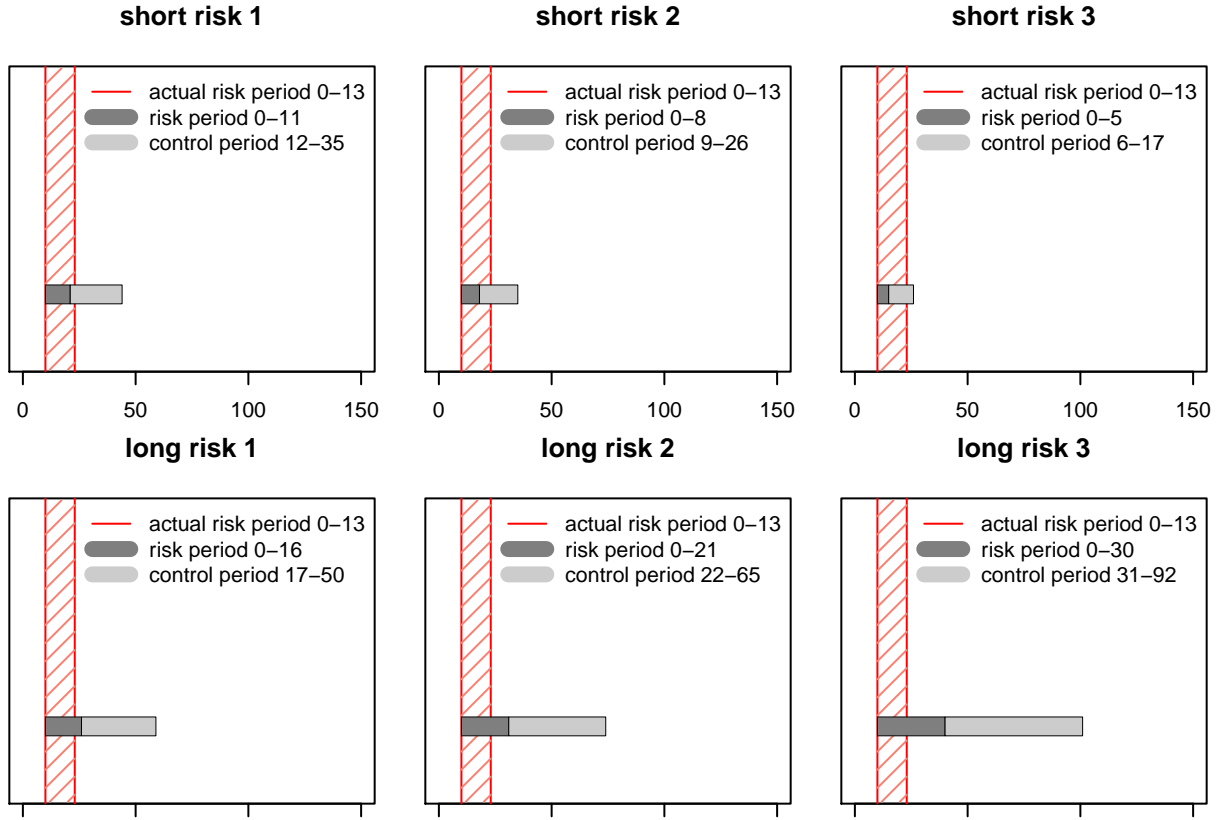 short risk 1
short risk 2
short risk 3
actual risk period 0−13
risk period 0−11
control period 12−35
actual risk period 0−13
risk period 0−8
control period 9−26
actual risk period 0−13
risk period 0−5
control period 6−17
0 50 100 150
0 50 100 150
0 50 100 150
long risk 1
long risk 2
long risk 3
actual risk period 0−13
risk period 0−16
control period 17−50
actual risk period 0−13
risk period 0−21
control period 22−65
actual risk period 0−13
risk period 0−30
control period 31−92